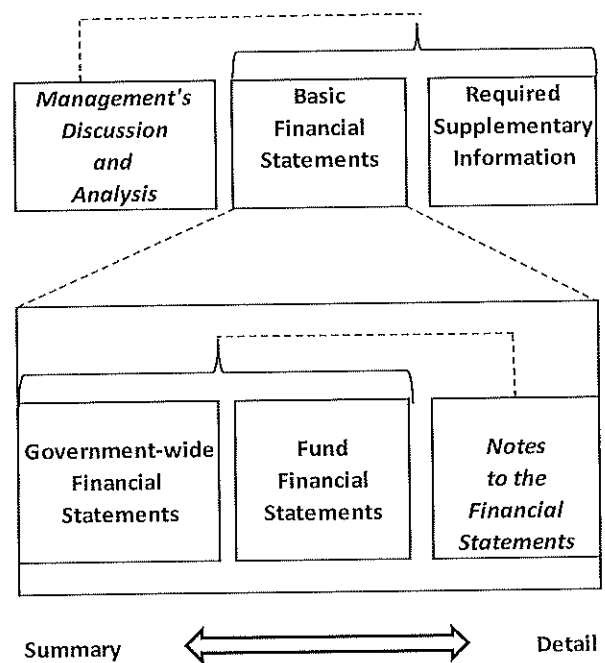 Management's
Discussion
and
Analysis
Basic
Financial
Statements
Required
Supplementary
Information
Government-wide
Financial
Statements
Fund
Financial
Statements
Notes
to the
Financial
Statements
Summary
Detail